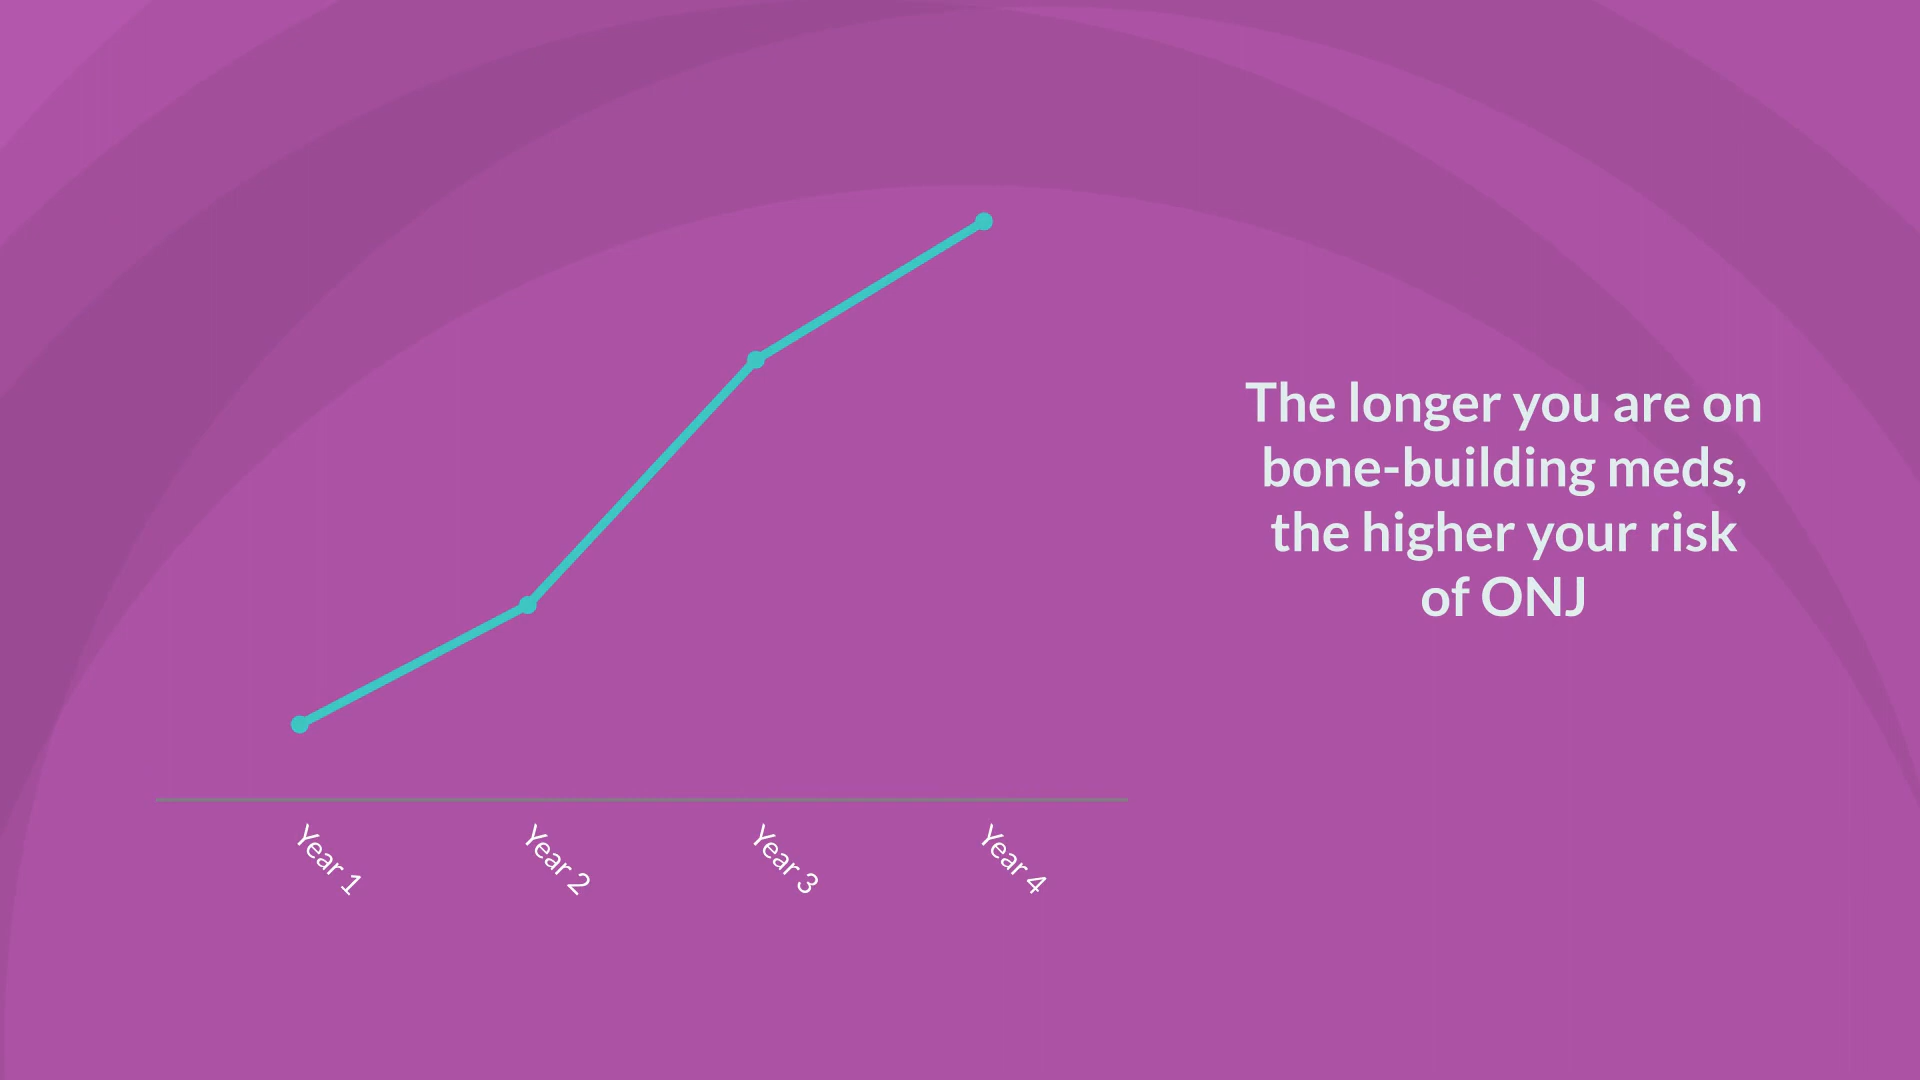 The longer you are on
bone-building meds,
the higher your risk
of ONJ
Year 1
Year 2
Year 3
Year 4